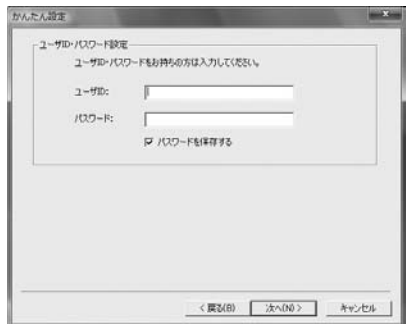 かんたん設定
ユーザID・パスワード設定
ユーザID・パスワードをお持ちの方は入力してください。
ユーザID:
パスワード:
パスワードを保存する
< 戻る(B)
次へ(N) >
キャンセル